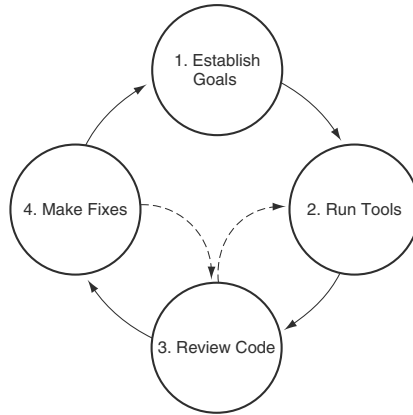 1. Establish
Goals
2. Run Tools
3. Review Code
4. Make Fixes